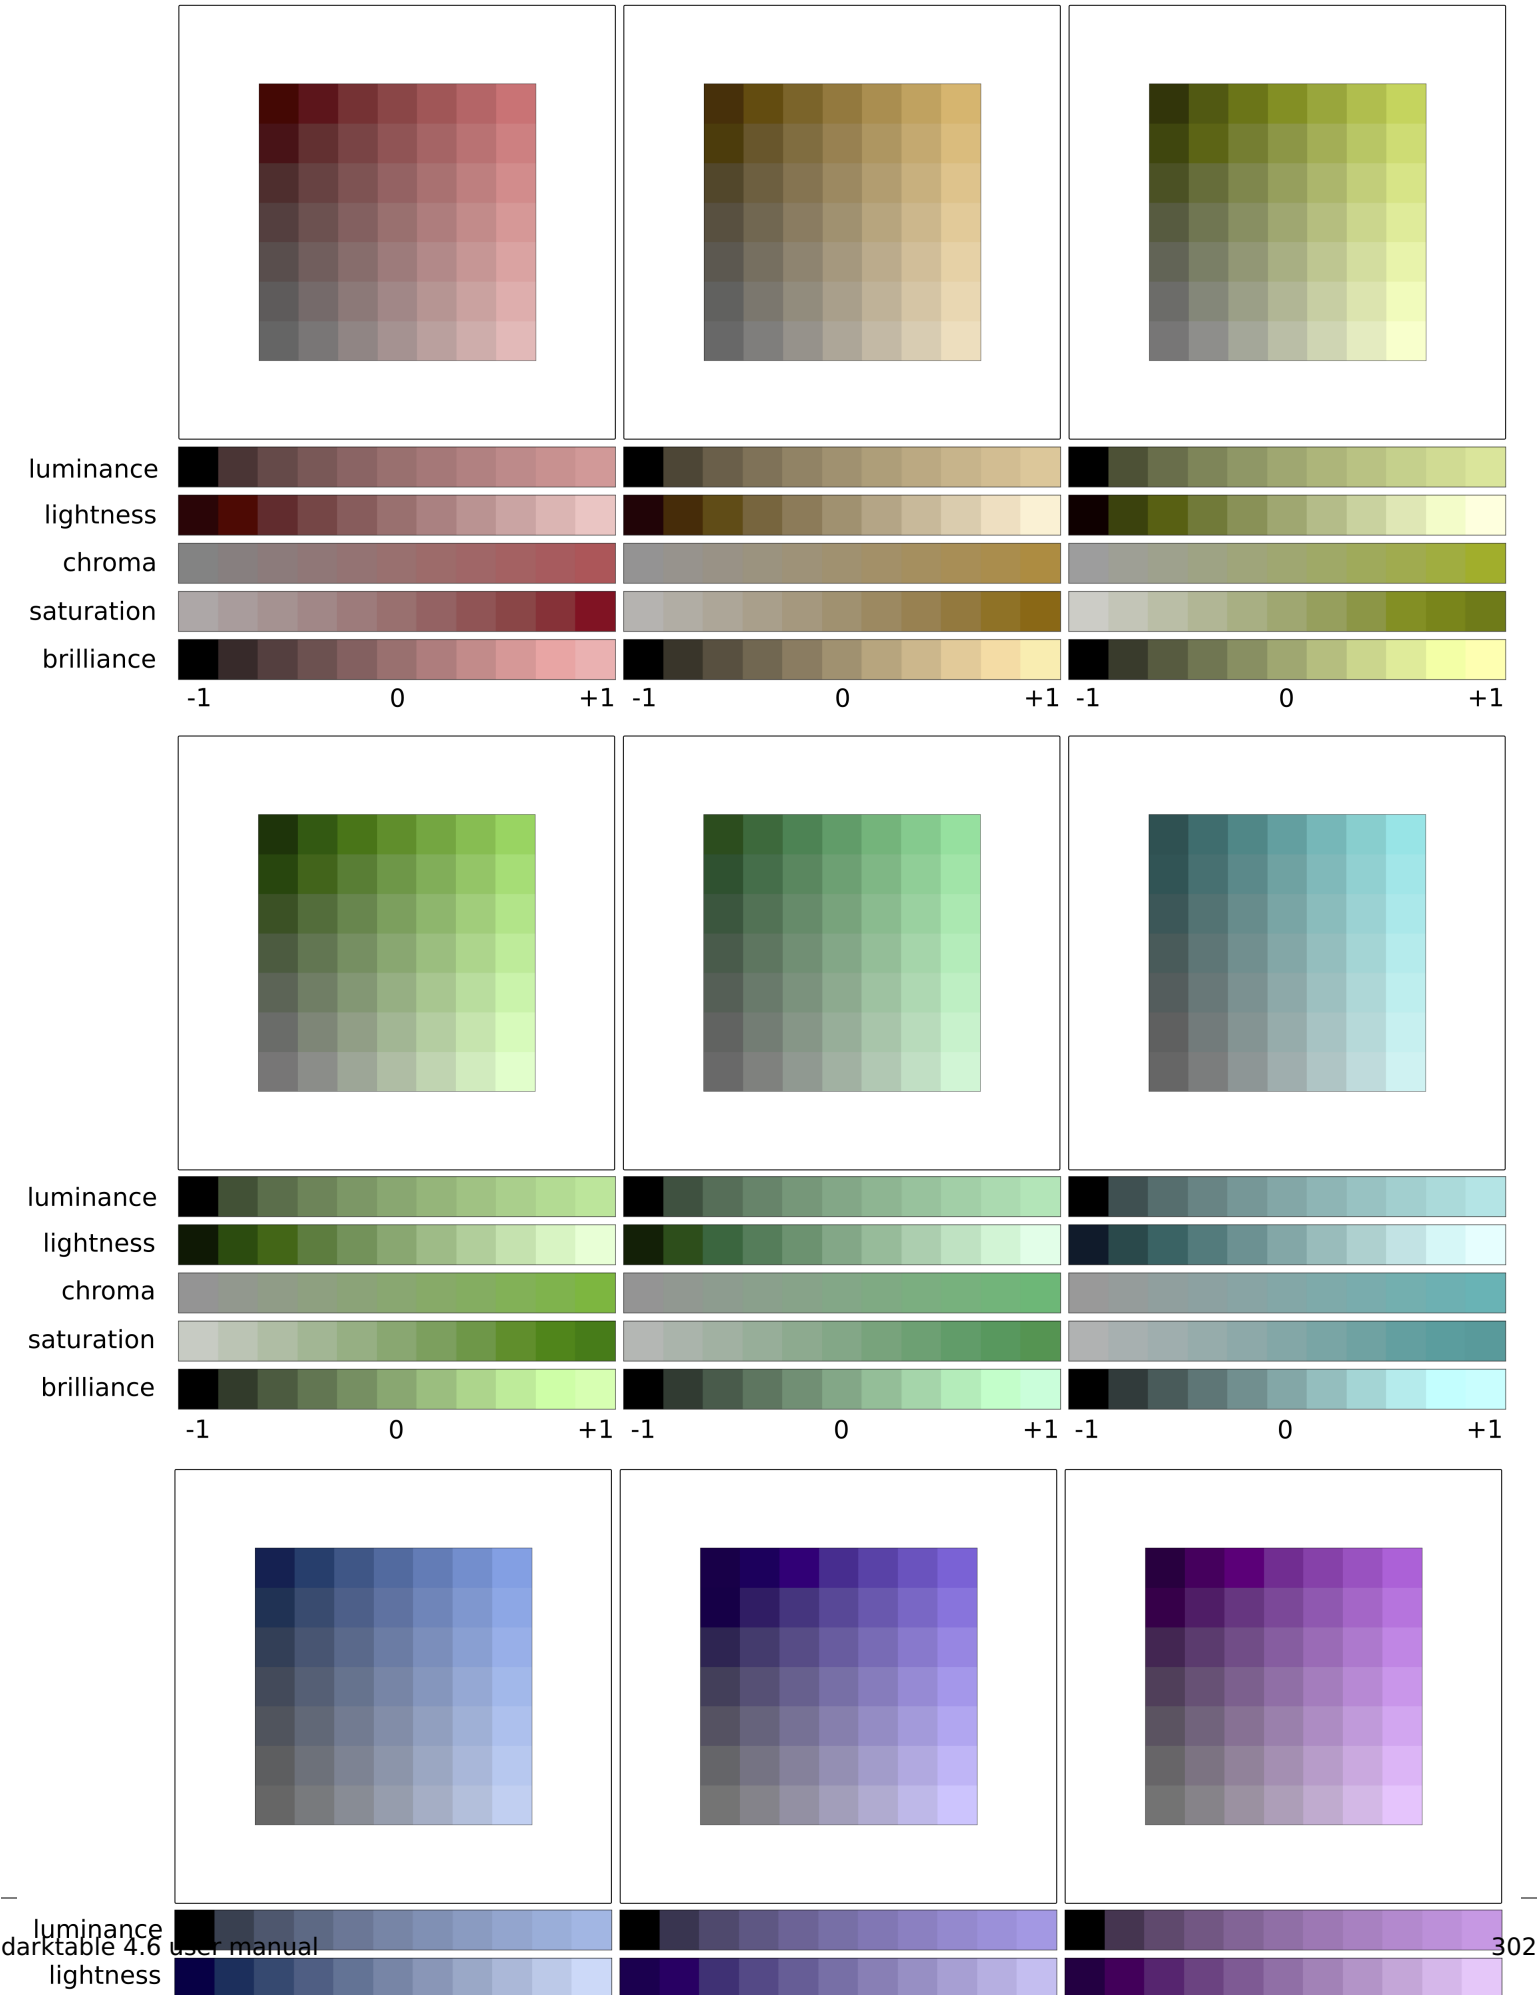 luminance
lightness
chroma
saturation
brilliance
-1 0 +1 -1 0 +1 -1 0 +1
luminance
lightness
chroma
saturation
brilliance
-1 0 +1 -1 0 +1 -1 0 +1
luminance
darktable 4.6 user manual 302
lightness